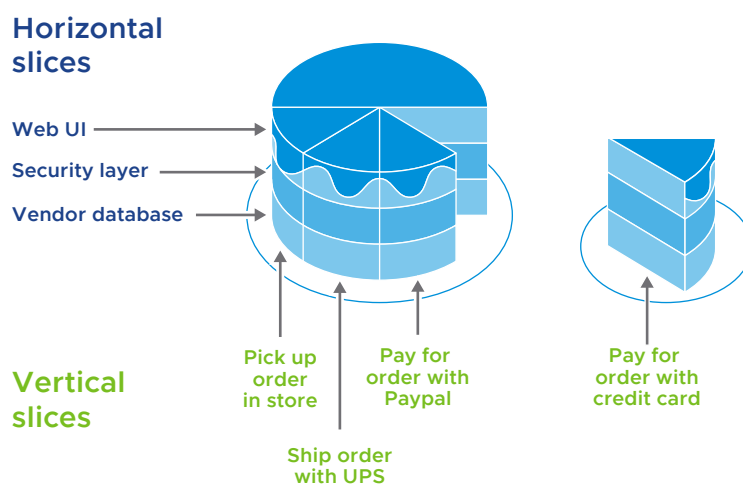 Horizontal
slices
Web UI
Security layer
Vendor database
Pick up
order
in store
Pay for
order with
Paypal
Pay for
order with
credit card
Vertical
slices
Ship order
with UPS